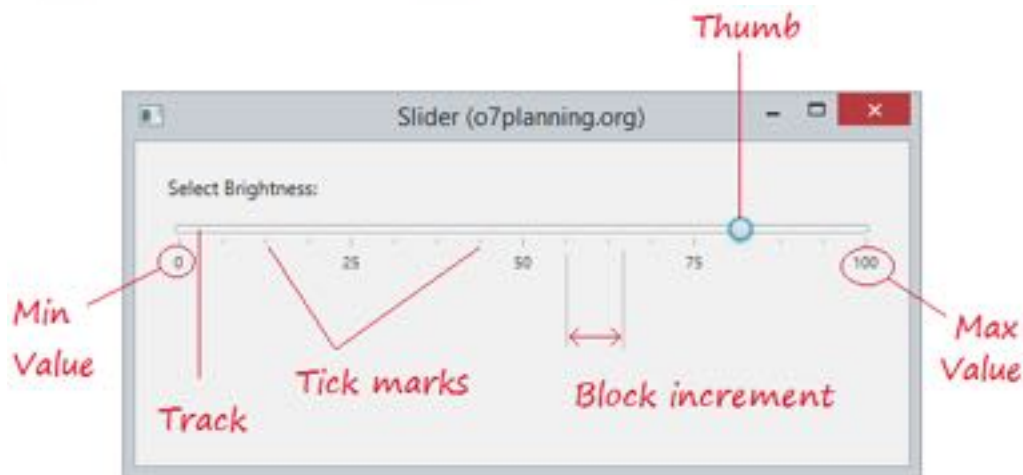 Thumb
Slider (o7planning.org)
Select Brightness:
0 25 50 75 100
Min
Value
Max
Value
Tick marks
Block increment
Track